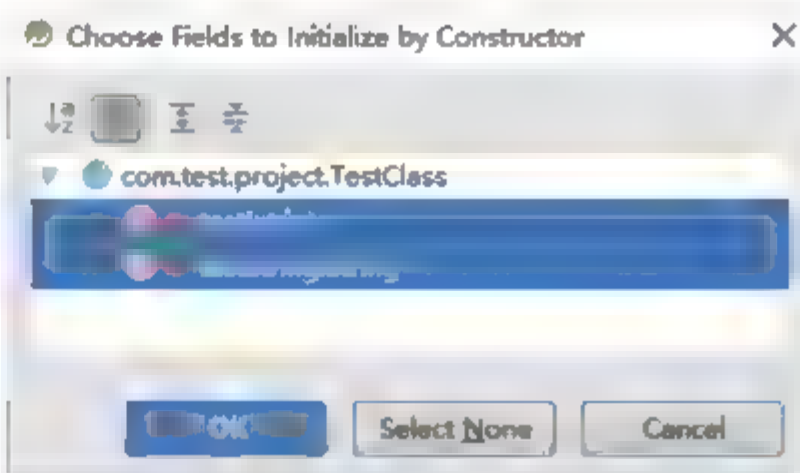 Choose Fields to Initialize by Constructor
com.test.project.TestClass
OK
Select None
Cancel